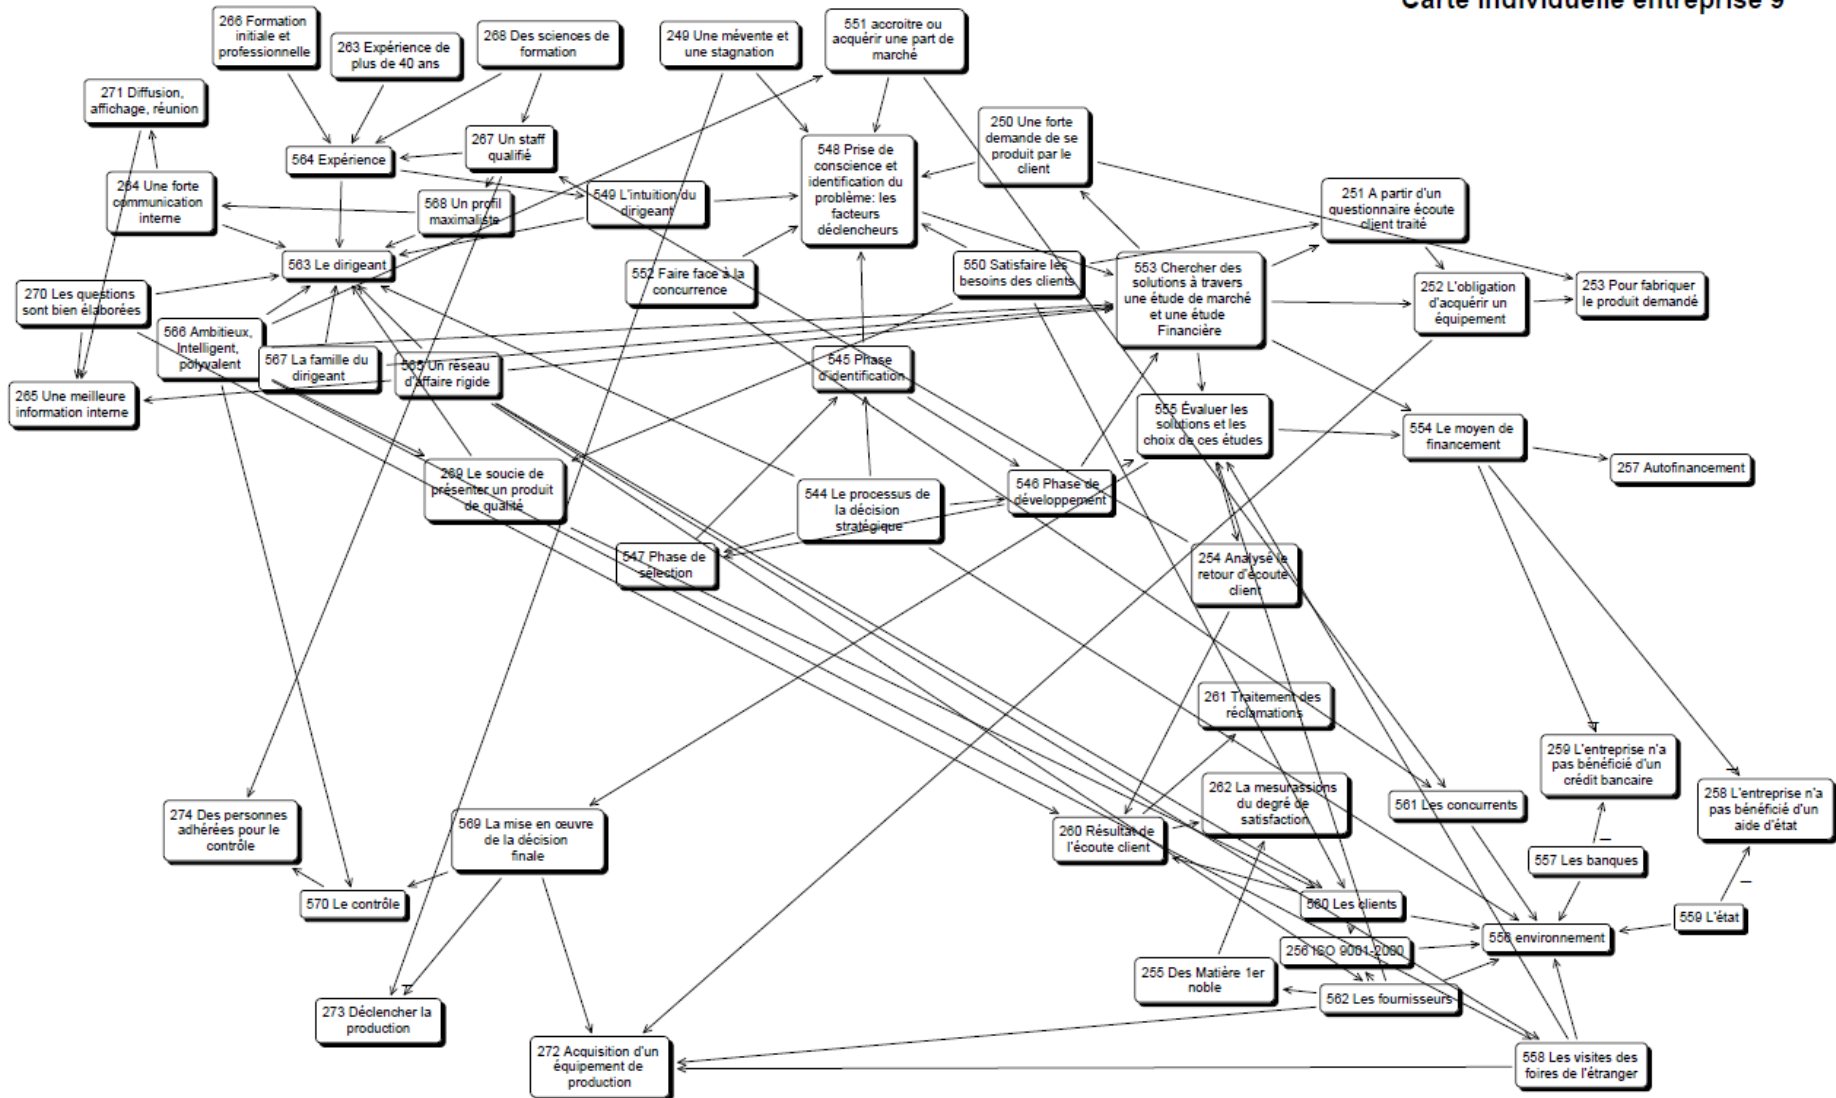 Carte individuelle entreprise 9
266 Formation
initiale et
professionnelle
263 Expérience de
plus de 40 ans
268 Des sciences de
formation
249 Une mévente et
une stagnation
551 accroitre ou
acquérir une part de
marché
271 Diffusion,
affichage, réunion
267 Un staff
qualifié
250 Une forte
demande de se
produit par le
client
564 Expérience
548 Prise de
conscience et
identification du
problème: les
facteurs
déclencheurs
264 Une forte
communication
interne
568 Un profil
maximaliste
549 L'intuition du
dirigeant
251 A partir d'un
questionnaire écoute
client traité
563 Le dirigeant
552 Faire face à la
concurrence
550 Satisfaire les
besoins des clients
553 Chercher des
solutions à travers
une étude de marché
et une étude
Financière
252 L'obligation
d'acquérir un
équipement
253 Pour fabriquer
le produit demandé
270 Les questions
sont bien élaborées
566 Ambitieux,
Intelligent,
polyvalent
567 La famille du
dirigeant
565 Un réseau
d'affaire rigide
545 Phase
d'identification
265 Une meilleure
information interne
555 Évaluer les
solutions et les
choix de ces études
554 Le moyen de
financement
257 Autofinancement
269 Le soucie de
présenter un produit
de qualité
544 Le processus de
la décision
stratégique
546 Phase de
développement
547 Phase de
sélection
254 Analysé le
retour d'écoute
client
261 Traitement des
réclamations
259 L'entreprise n'a
pas bénéficié d'un
crédit bancaire
258 L'entreprise n'a
pas bénéficié d'un
aide d'état
262 La mesurassions
du degré de
satisfaction
561 Les concurrents
274 Des personnes
adhérées pour le
contrôle
569 La mise en œuvre
de la décision
finale
260 Résultat de
l'écoute client
557 Les banques
570 Le contrôle
560 Les clients
559 L'état
556 environnement
256 ISO 9001-2000
255 Des Matière 1er
noble
562 Les fournisseurs
273 Déclencher la
production
272 Acquisition d'un
équipement de
production
558 Les visites des
foires de l'étranger